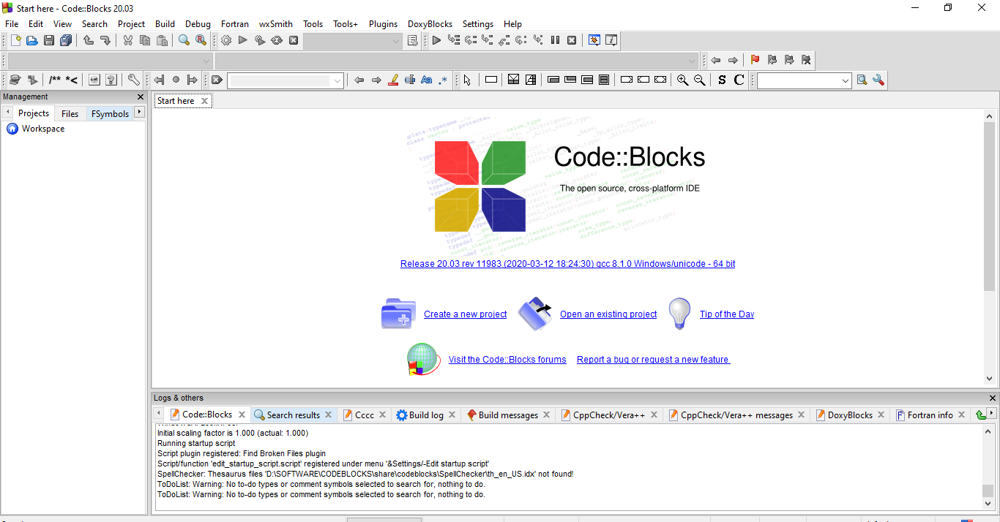 Start here - Code::Blocks 20.03
File Edit View Search Project Build Debug Fortran wxSmith Tools Tools+ Plugins DoxyBlocks Settings Help
/** *<
Aa .* S C
Management
Projects Files FSymbols
Workspace
Start here
Code::Blocks
The open source, cross-platform IDE
Release 20.03 rev 11983 (2020-03-12 18:24:30) gcc 8.1.0 Windows/unicode - 64 bit
Create a new project Open an existing project Tip of the Day
Visit the Code::Blocks forums Report a bug or request a new feature
Logs & others
Code::Blocks Search results Cccc Build log Build messages CppCheck/Vera++ CppCheck/Vera++ messages DoxyBlocks Fortran info
Initial scaling factor is 1.000 (actual: 1.000)
Running startup script
Script plugin registered: Find Broken Files plugin
Script/function 'edit_startup_script.script' registered under menu '&Settings/-Edit startup script'
SpellChecker: Thesaurus files 'D:\SOFTWARE\CODEBLOCKS\share\codeblocks\SpellChecker\th_en_US.idx' not found!
ToDoList: Warning: No to-do types or comment symbols selected to search for, nothing to do.
ToDoList: Warning: No to-do types or comment symbols selected to search for, nothing to do.